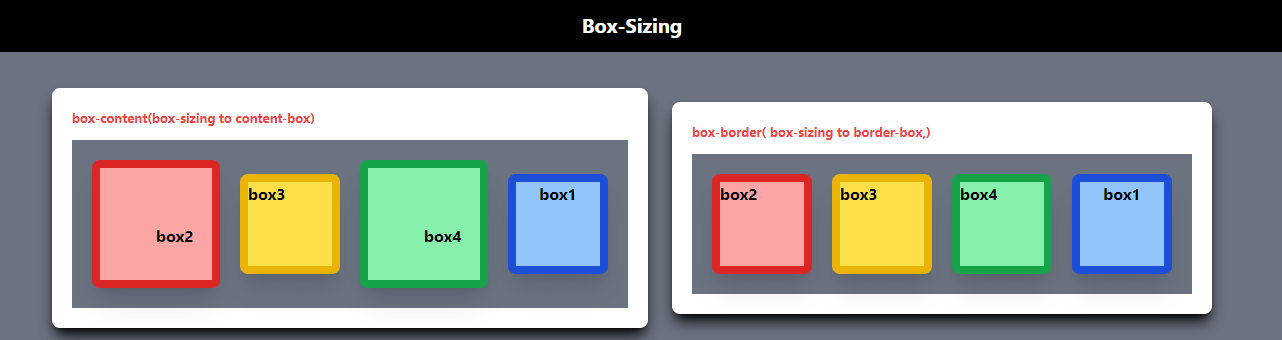 Box-Sizing
box-content(box-sizing to content-box)
box2
box3
box4
box1
box-border( box-sizing to border-box,)
box2
box3
box4
box1